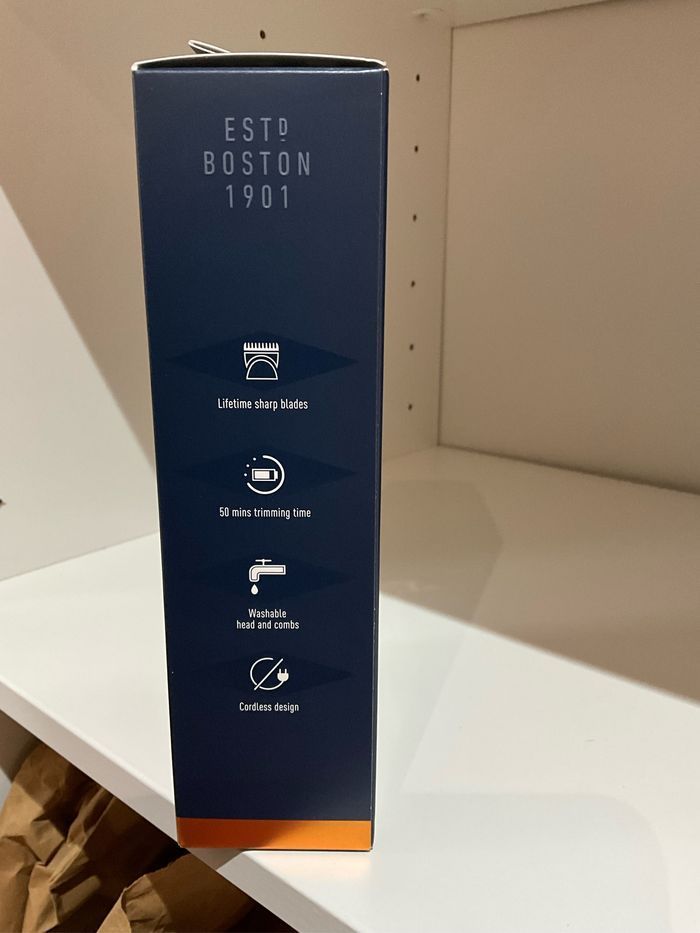 ESTD
BOSTON
1901
Lifetime sharp blades
50 mins trimming time
Washable
head and combs
Cordless design